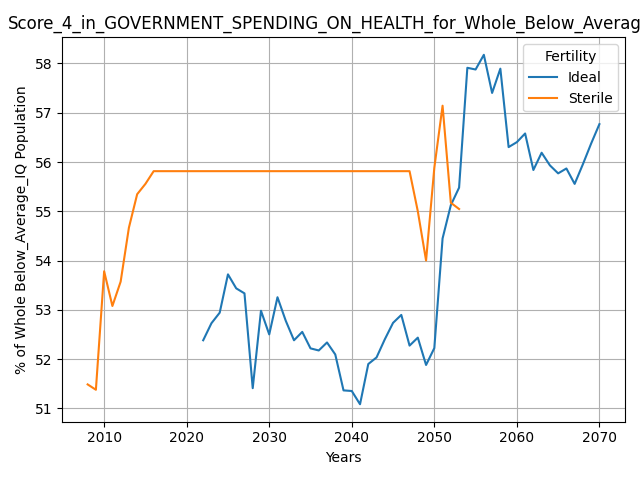 Score_4_in_GOVERNMENT_SPENDING_ON_HEALTH_for_Whole_Below_Averag
58
57
56
55
54
53
52
51
% of Whole Below_Average_IQ Population
Fertility
Ideal
Sterile
2010 2020 2030 2040 2050 2060 2070
Years